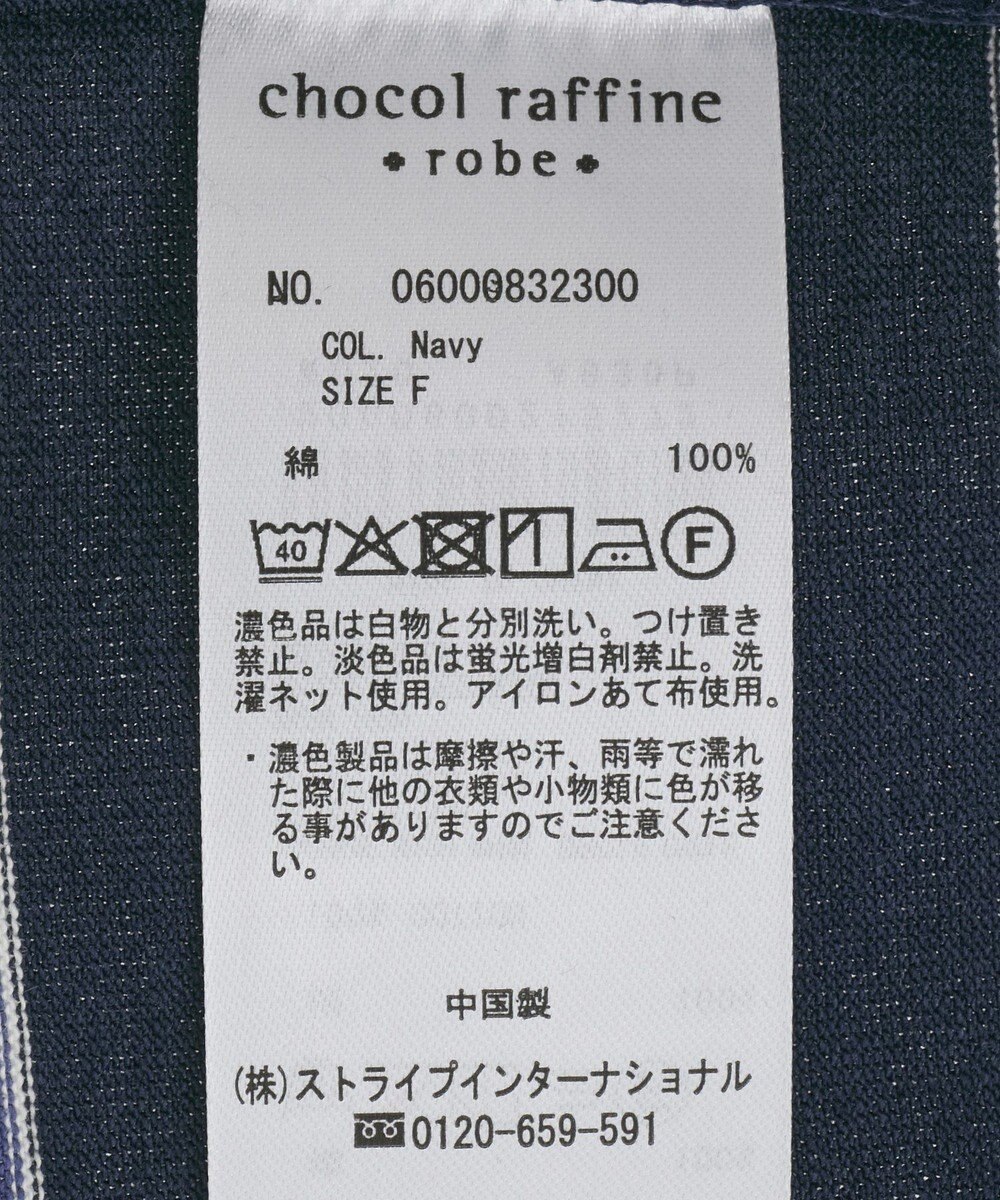 chocol raffine
robe
NO. 06000832300
COL. Navy
SIZE F
綿 100%
40 F
濃色品は白物と分別洗い。つけ置き
禁止。淡色品は蛍光増白剤禁止。洗
濯ネット使用。アイロンあて布使用。
・濃色製品は摩擦や汗、雨等で濡れ
た際に他の衣類や小物類に色が移
る事がありますのでご注意くださ
い。
中国製
(株)ストライプインターナショナル
0120-659-591